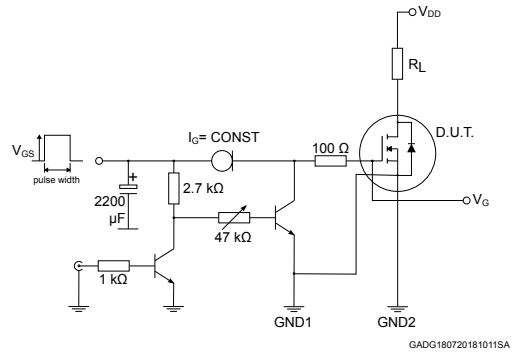 VDD
RL
IG= CONST
D.U.T.
VGS
100 Ω
pulse width
+
2.7 kΩ
2200
μF
VG
47 kΩ
1 kΩ
GND1
GND2
GADG180720181011SA